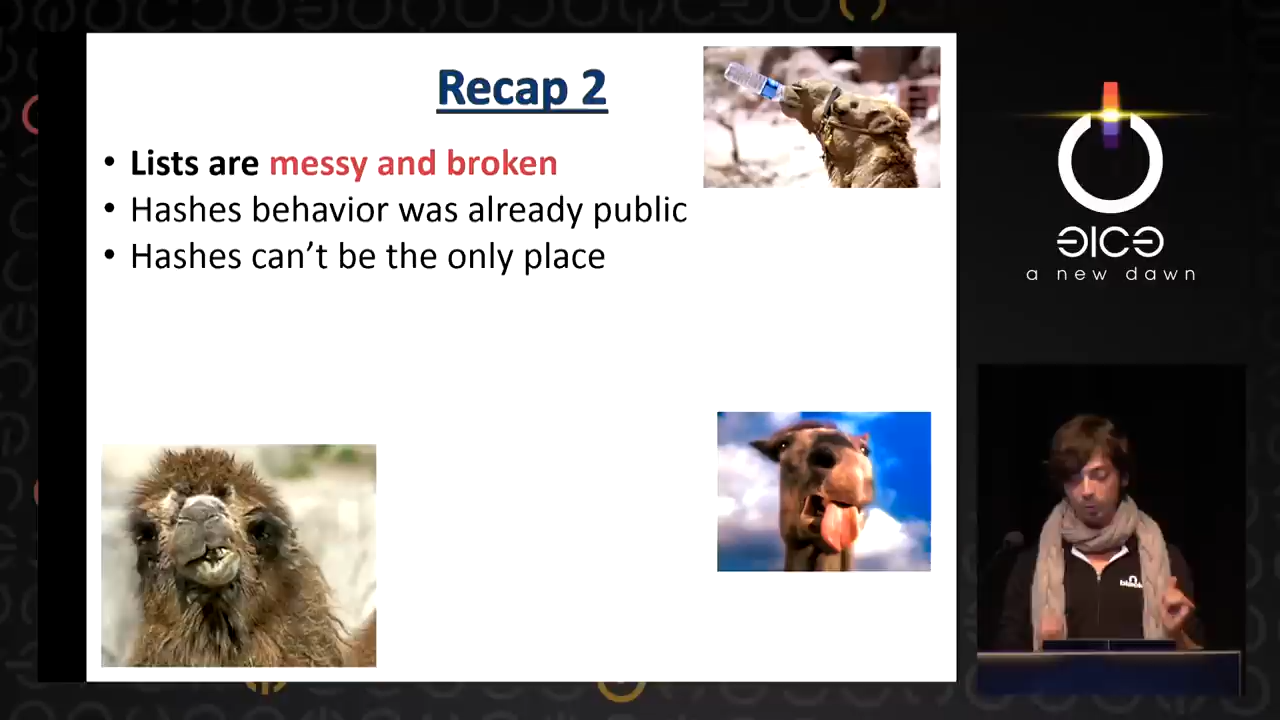 Recap 2
• Lists are messy and broken
• Hashes behavior was already public
• Hashes can’t be the only place
a new dawn